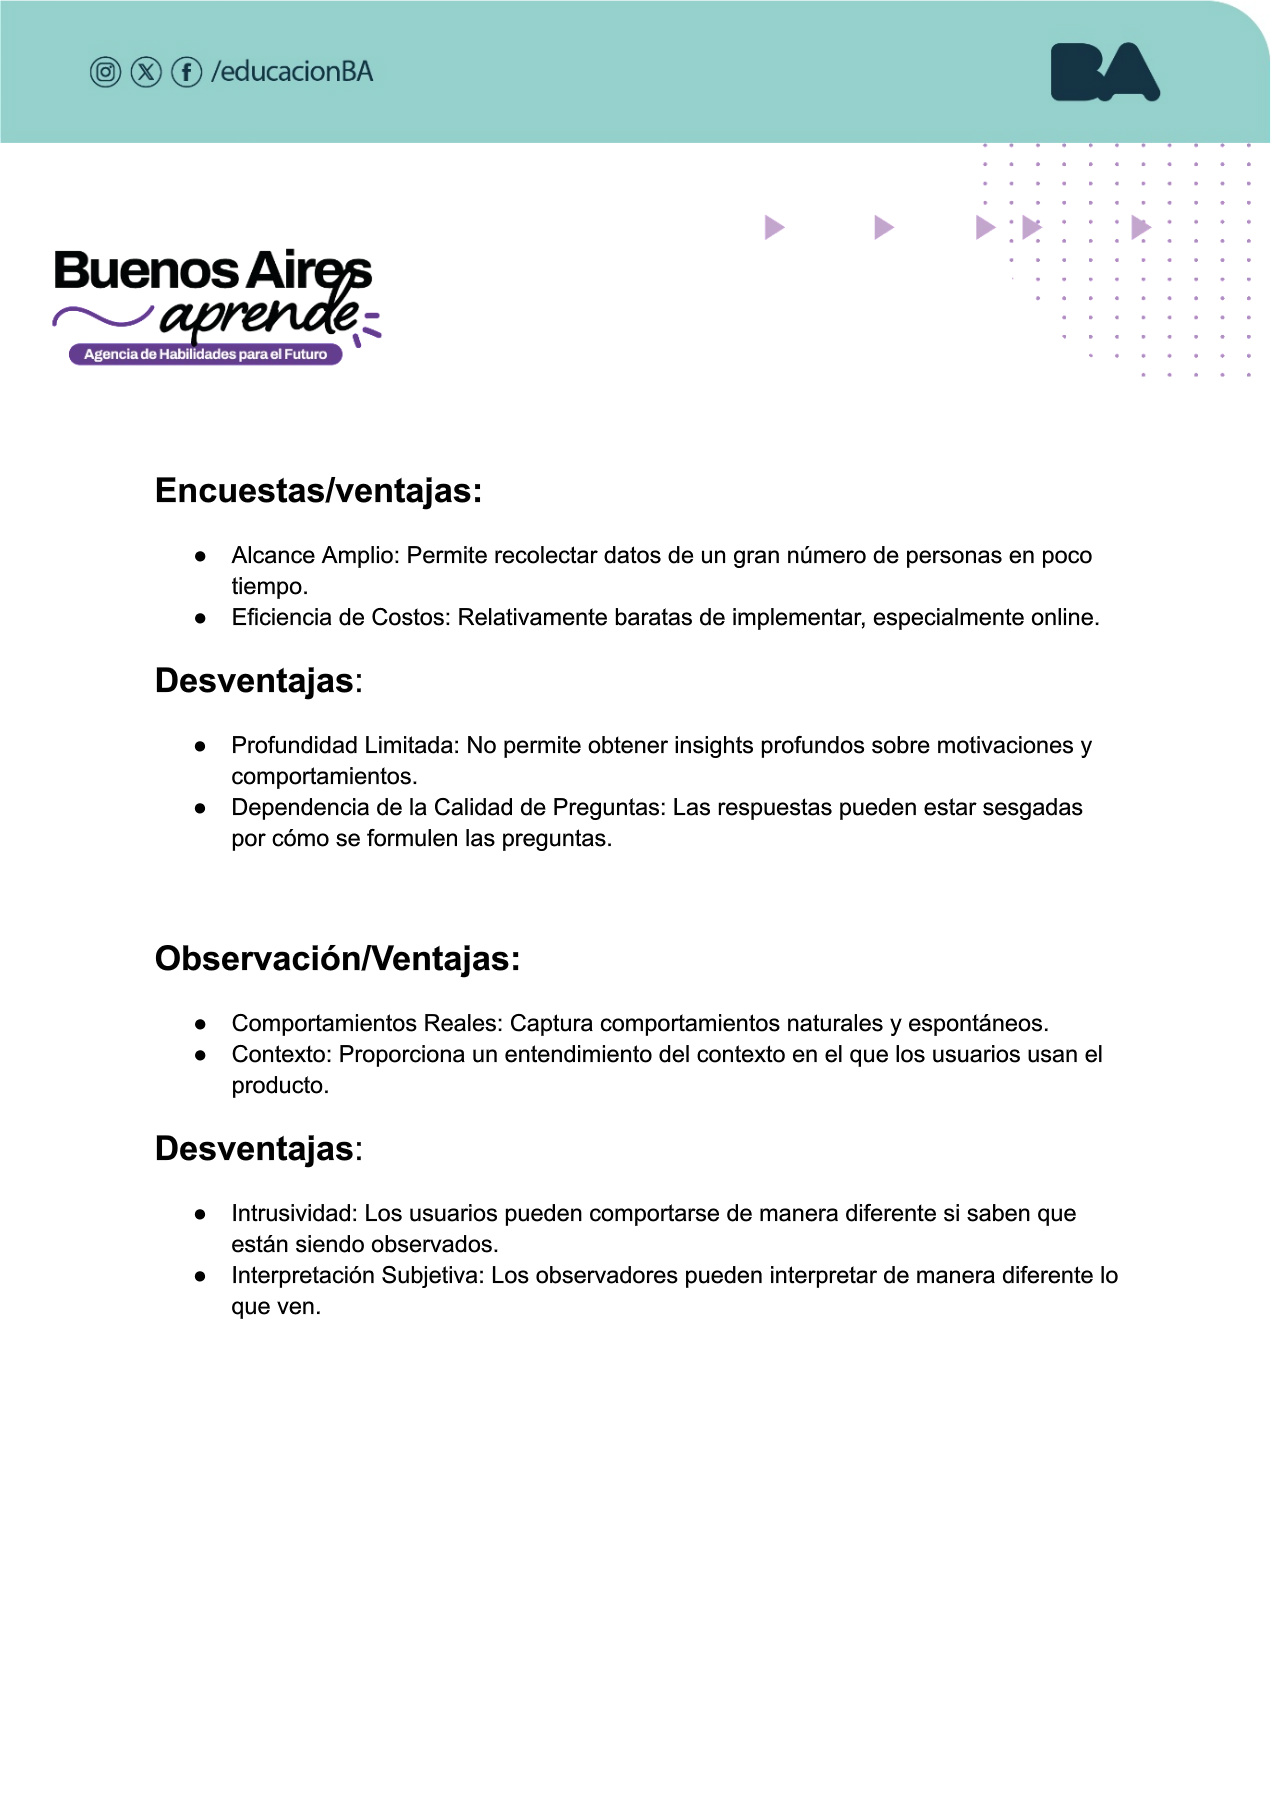 /educacionBA
BA
Buenos Aires
aprende
Agencia de Habilidades para el Futuro
Encuestas/ventajas:
● Alcance Amplio: Permite recolectar datos de un gran número de personas en poco
tiempo.
● Eficiencia de Costos: Relativamente baratas de implementar, especialmente online.
Desventajas:
● Profundidad Limitada: No permite obtener insights profundos sobre motivaciones y
comportamientos.
● Dependencia de la Calidad de Preguntas: Las respuestas pueden estar sesgadas
por cómo se formulen las preguntas.
Observación/Ventajas:
● Comportamientos Reales: Captura comportamientos naturales y espontáneos.
● Contexto: Proporciona un entendimiento del contexto en el que los usuarios usan el
producto.
Desventajas:
● Intrusividad: Los usuarios pueden comportarse de manera diferente si saben que
están siendo observados.
● Interpretación Subjetiva: Los observadores pueden interpretar de manera diferente lo
que ven.